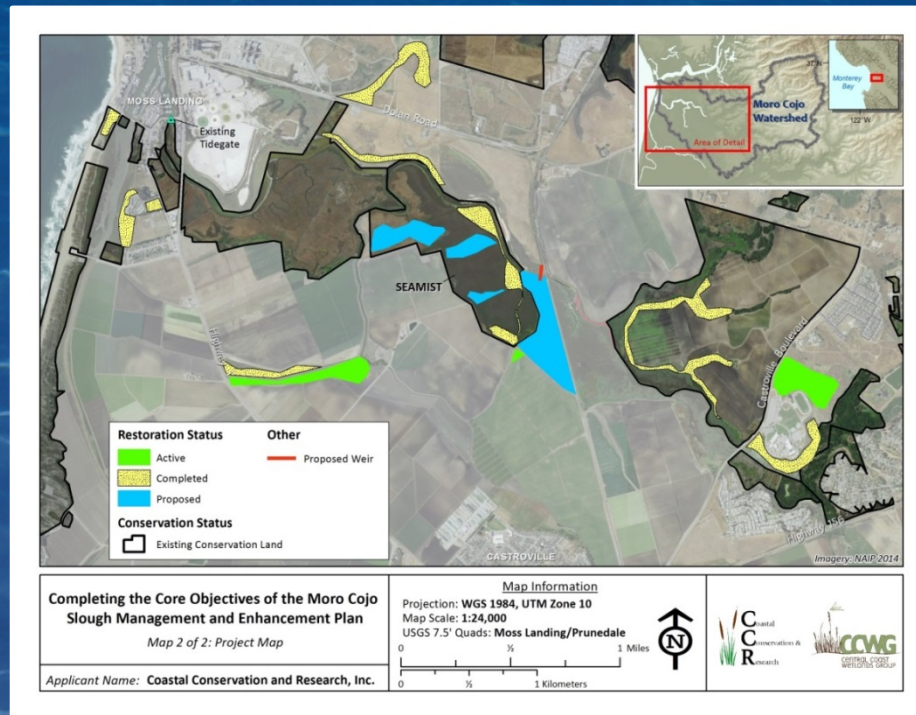 MOSS LANDING
Existing
Tidegate
Dolan Road
37° N
Monterey
Bay
122° W
Moro Cojo
Watershed
Area of Detail
SEAMIST
Highway
Castroville Boulevard
Highway 156
CASTROVILLE
Imagery: NAIP 2014
Restoration Status
Active
Completed
Proposed
Conservation Status
Existing Conservation Land
Other
Proposed Weir
Completing the Core Objectives of the Moro Cojo
Slough Management and Enhancement Plan
Map 2 of 2: Project Map
Applicant Name: Coastal Conservation and Research, Inc.
Map Information
Projection: WGS 1984, UTM Zone 10
Map Scale: 1:24,000
USGS 7.5' Quads: Moss Landing/Prunedale
0 ½ 1 Miles
0 ½ 1 Kilometers
N
Coastal
Conservation &
Research
CCWG
CENTRAL COAST
WETLANDS GROUP